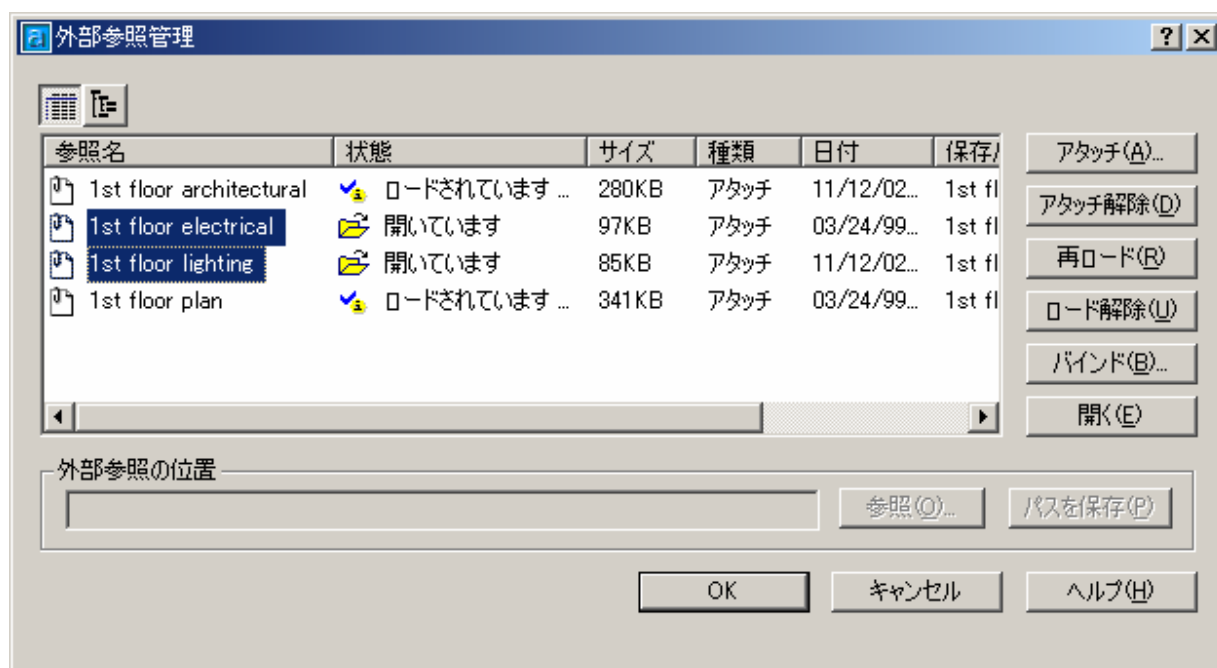 外部参照管理
参照名 状態 サイズ 種類 日付 保存パ
1st floor architectural ロードされています ... 280KB アタッチ 11/12/02... 1st fl
1st floor electrical 開いています 97KB アタッチ 03/24/99... 1st fl
1st floor lighting 開いています 85KB アタッチ 11/12/02... 1st fl
1st floor plan ロードされています ... 341KB アタッチ 03/24/99... 1st fl
アタッチ(A)...
アタッチ解除(D)
再ロード(R)
ロード解除(U)
バインド(B)...
開く(E)
外部参照の位置
参照(O)... パスを保存(P)
OK キャンセル ヘルプ(H)